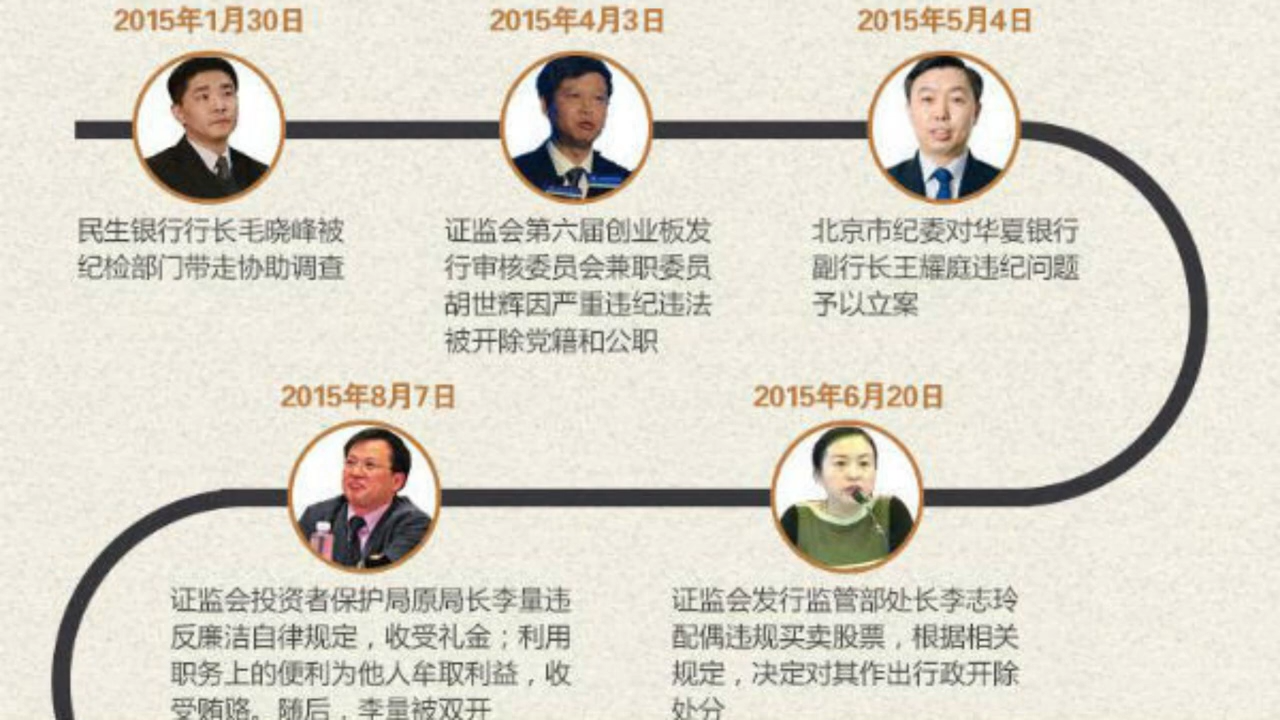 2015年1月30日
民生银行行长毛晓峰被
纪检部门带走协助调查
2015年4月3日
证监会第六届创业板发
行审核委员会兼职委员
胡世辉因严重违纪违法
被开除党籍和公职
2015年5月4日
北京市纪委对华夏银行
副行长王耀庭违纪问题
予以立案
2015年6月20日
证监会发行监管部处长李志玲
配偶违规买卖股票，根据相关
规定，决定对其作出行政开除
处分
2015年8月7日
证监会投资者保护局原局长李量违
反廉洁自律规定，收受礼金；利用
职务上的便利为他人牟取利益，收
受贿赂。随后，李量被双开